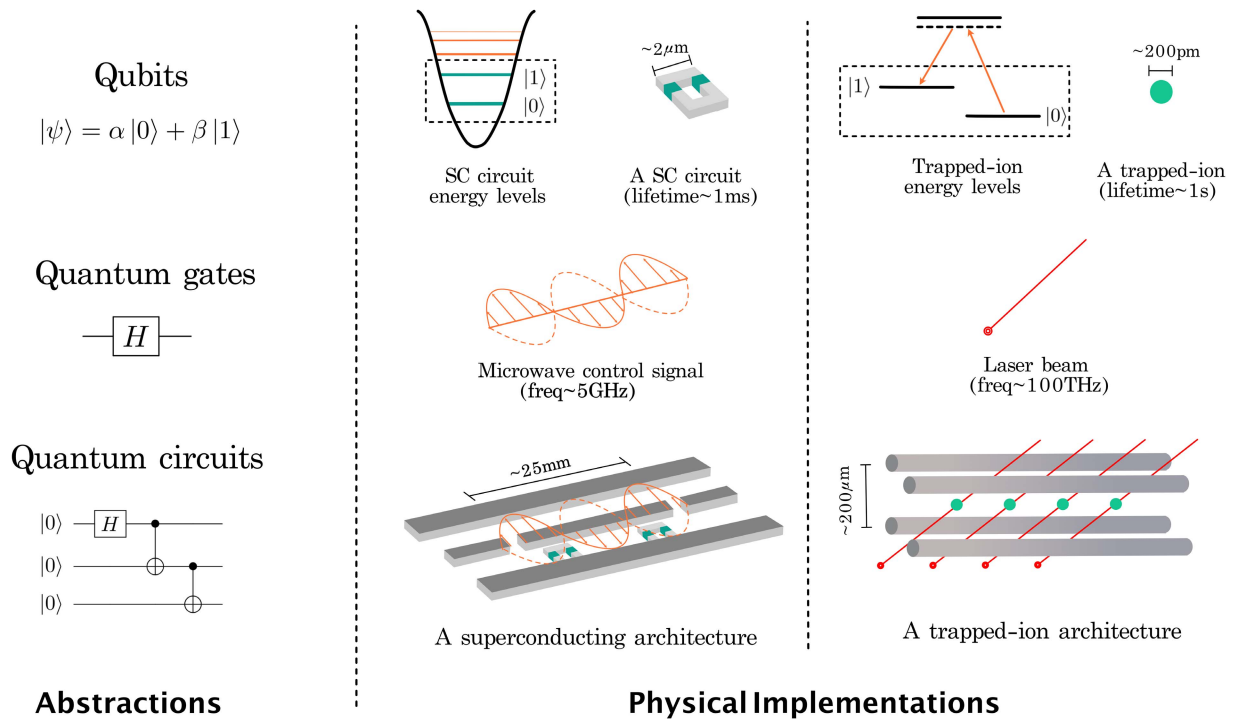 Qubits
|ψ⟩ = α|0⟩ + β|1⟩
|1⟩
|0⟩
SC circuit
energy levels
~2μm
A SC circuit
(lifetime~1ms)
|1⟩
|0⟩
Trapped-ion
energy levels
~200pm
A trapped-ion
(lifetime~1s)
Quantum gates
H
Microwave control signal
(freq~5GHz)
Laser beam
(freq~100THz)
Quantum circuits
|0⟩ H
|0⟩
|0⟩
~25mm
A superconducting architecture
~200μm
A trapped-ion architecture
Abstractions
Physical Implementations